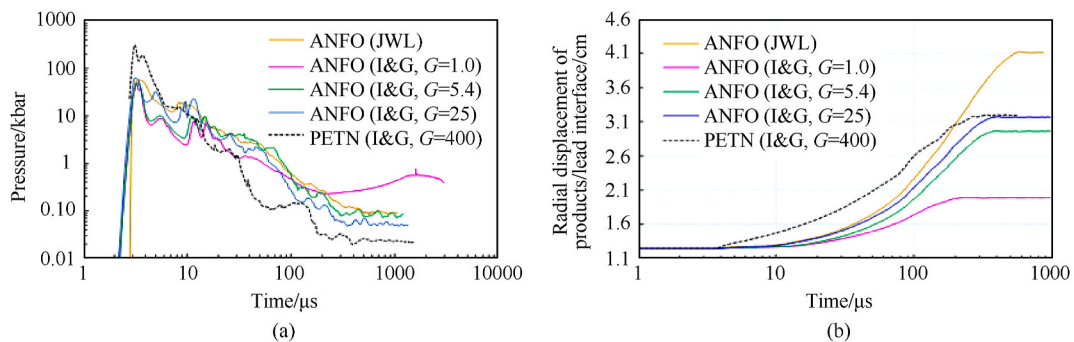 (a)
1000
100
10
1
0.10
0.01
Pressure/kbar
ANFO (JWL)
ANFO (I&G, G=1.0)
ANFO (I&G, G=5.4)
ANFO (I&G, G=25)
PETN (I&G, G=400)
1
10
100
1000
10000
Time/μs
(a)
(b)
4.1
3.6
3.1
2.6
2.1
1.6
1.1
Radial displacement of
products/lead interface/cm
ANFO (JWL)
ANFO (I&G, G=1.0)
ANFO (I&G, G=5.4)
ANFO (I&G, G=25)
PETN (I&G, G=400)
1
10
100
1000
Time/μs
(b)